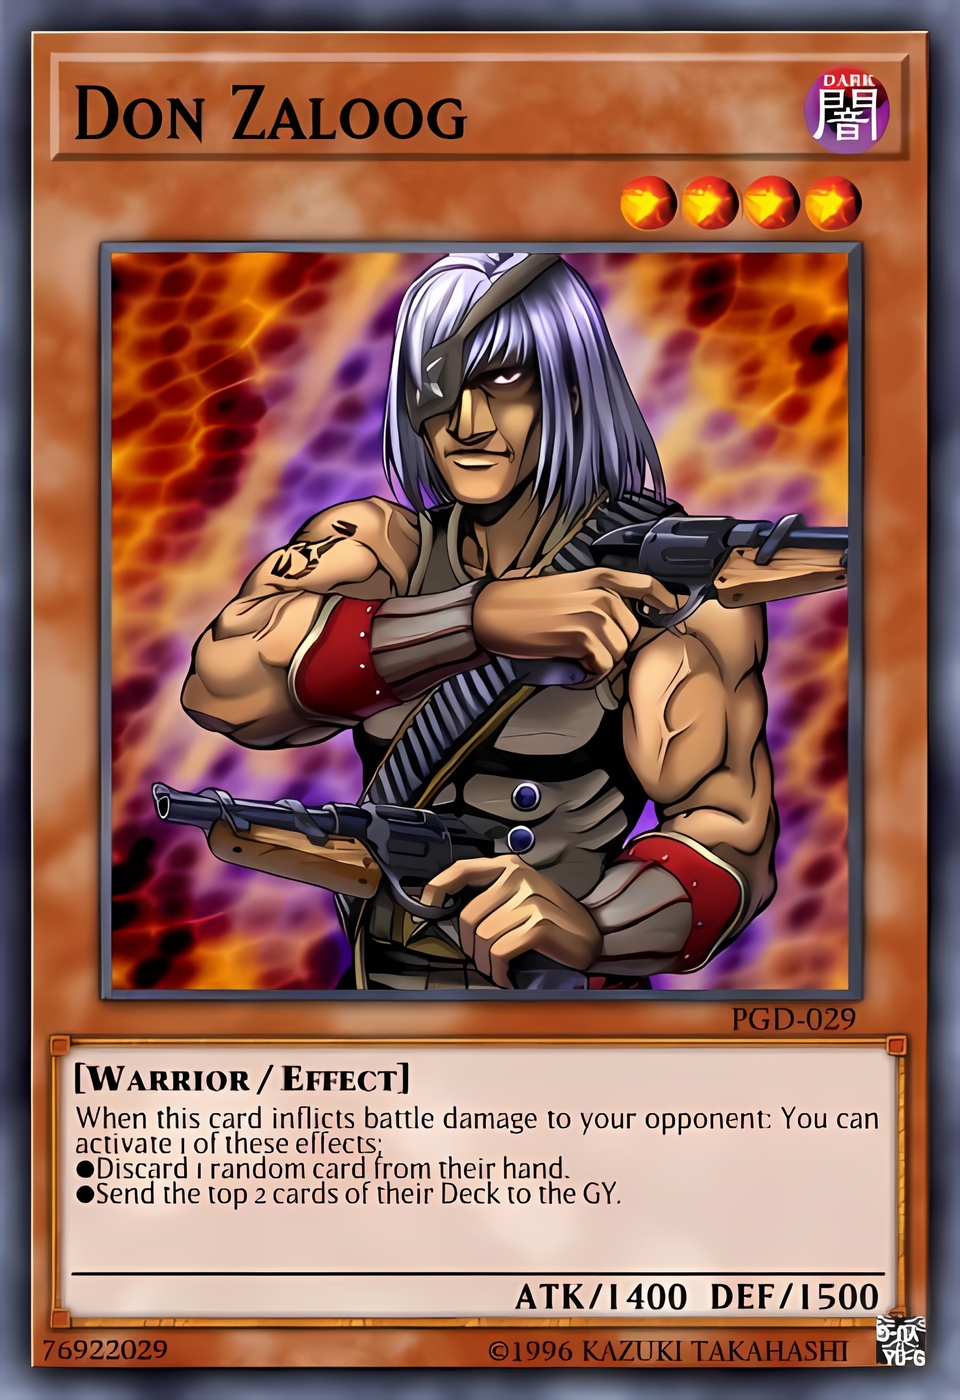 Don Zaloog
DARK
闇
PGD-029
[Warrior / Effect]
When this card inflicts battle damage to your opponent: You can
activate 1 of these effects;
●Discard 1 random card from their hand.
●Send the top 2 cards of their Deck to the GY.
ATK/1400 DEF/1500
76922029
©1996 KAZUKI TAKAHASHI